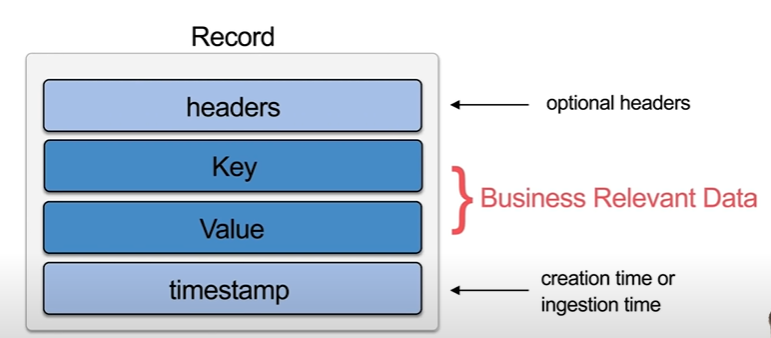 Record
headers
optional headers
Key
Business Relevant Data
Value
timestamp
creation time or
ingestion time